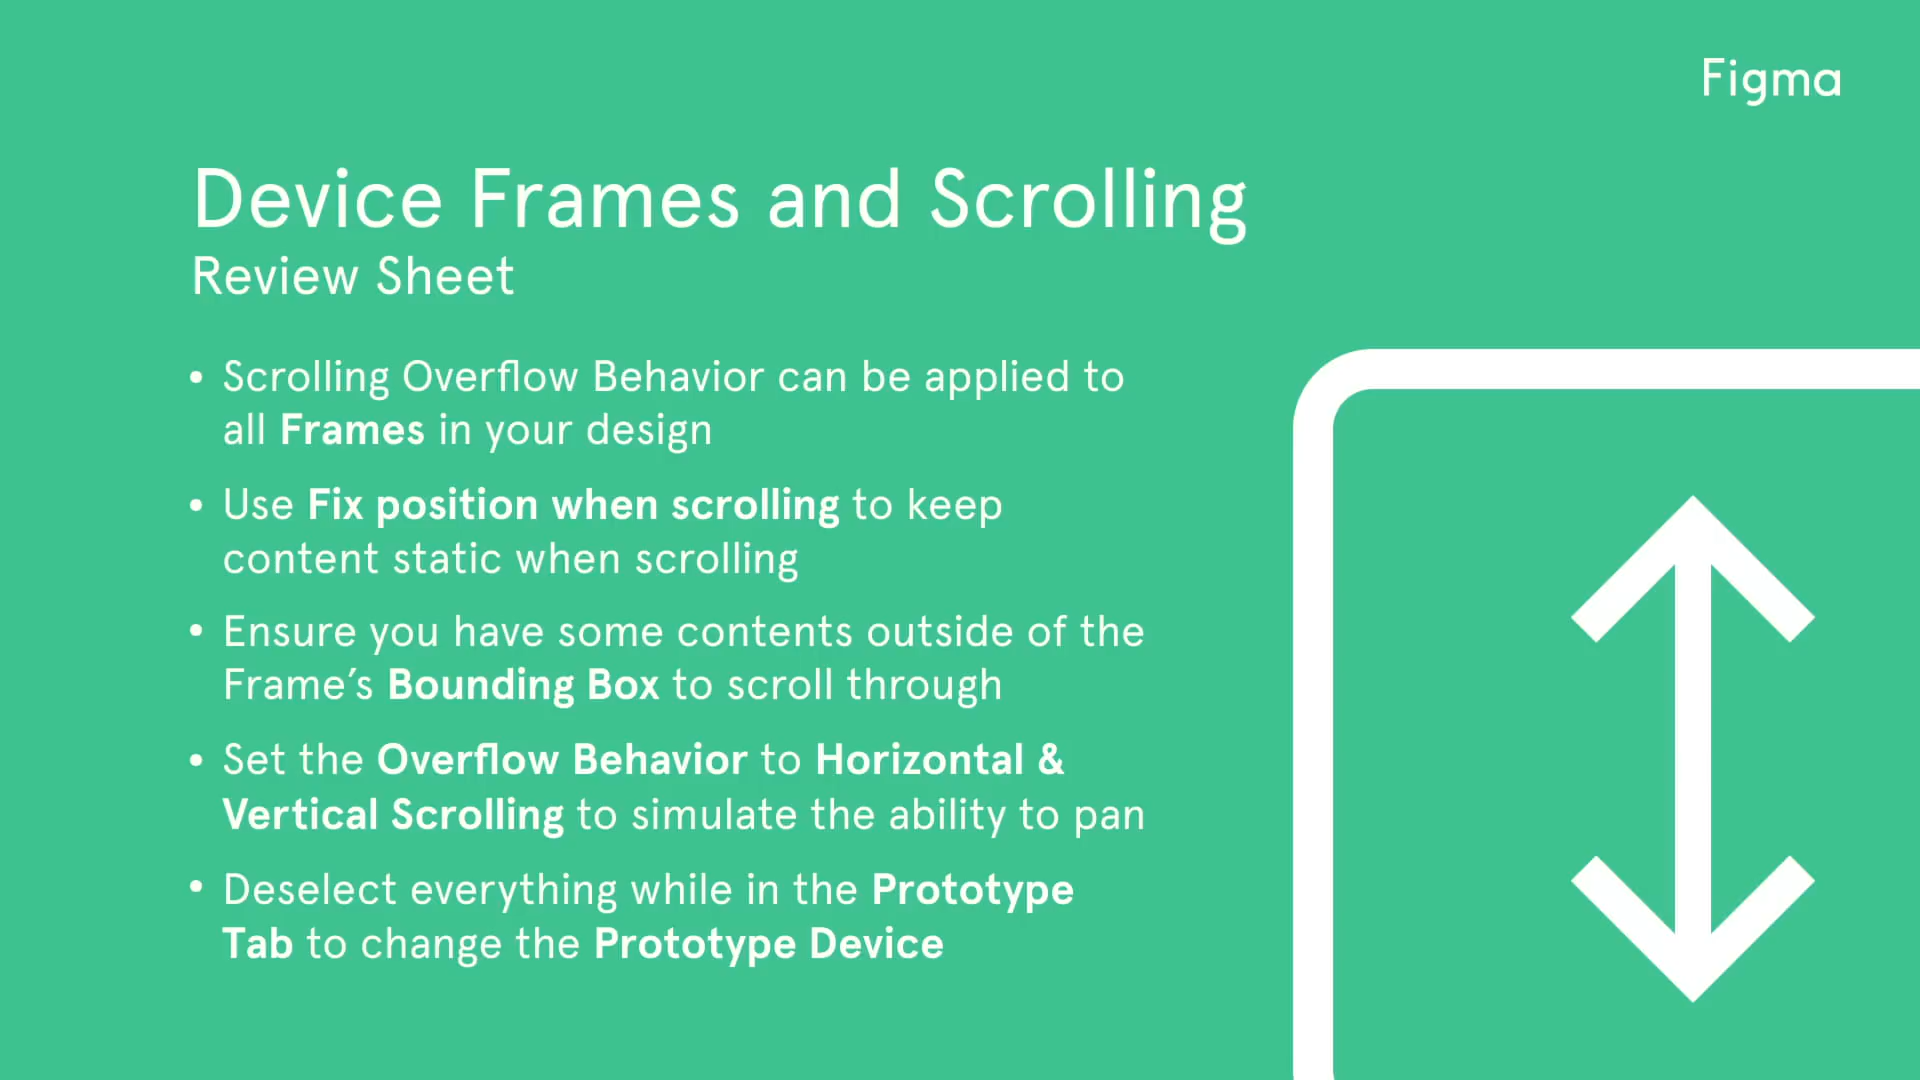 Figma
Device Frames and Scrolling
Review Sheet
• Scrolling Overflow Behavior can be applied to
all Frames in your design
• Use Fix position when scrolling to keep
content static when scrolling
• Ensure you have some contents outside of the
Frame’s Bounding Box to scroll through
• Set the Overflow Behavior to Horizontal &
Vertical Scrolling to simulate the ability to pan
• Deselect everything while in the Prototype
Tab to change the Prototype Device